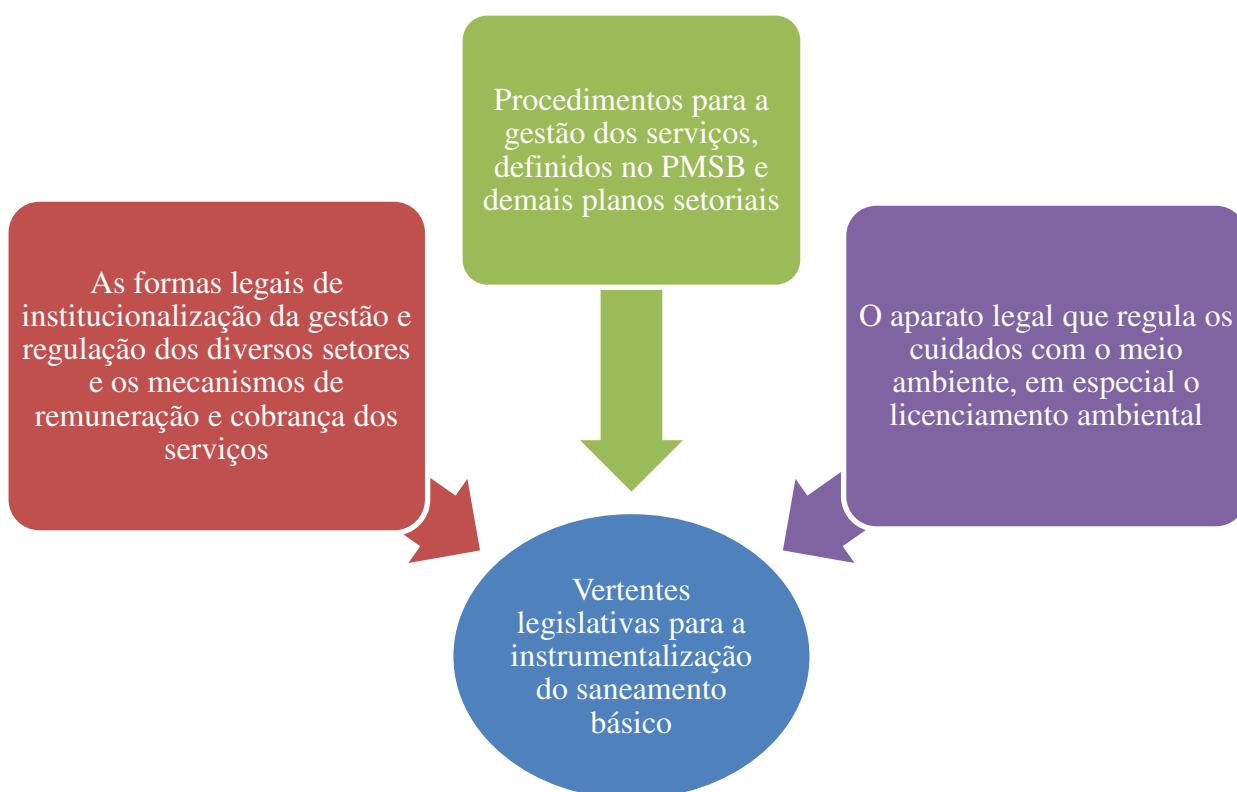 Procedimentos para a
gestão dos serviços,
definidos no PMSB e
demais planos setoriais
As formas legais de
institucionalização da gestão e
regulação dos diversos setores
e os mecanismos de
remuneração e cobrança dos
serviços
O aparato legal que regula os
cuidados com o meio
ambiente, em especial o
licenciamento ambiental
Vertentes
legislativas para a
instrumentalização
do saneamento
básico